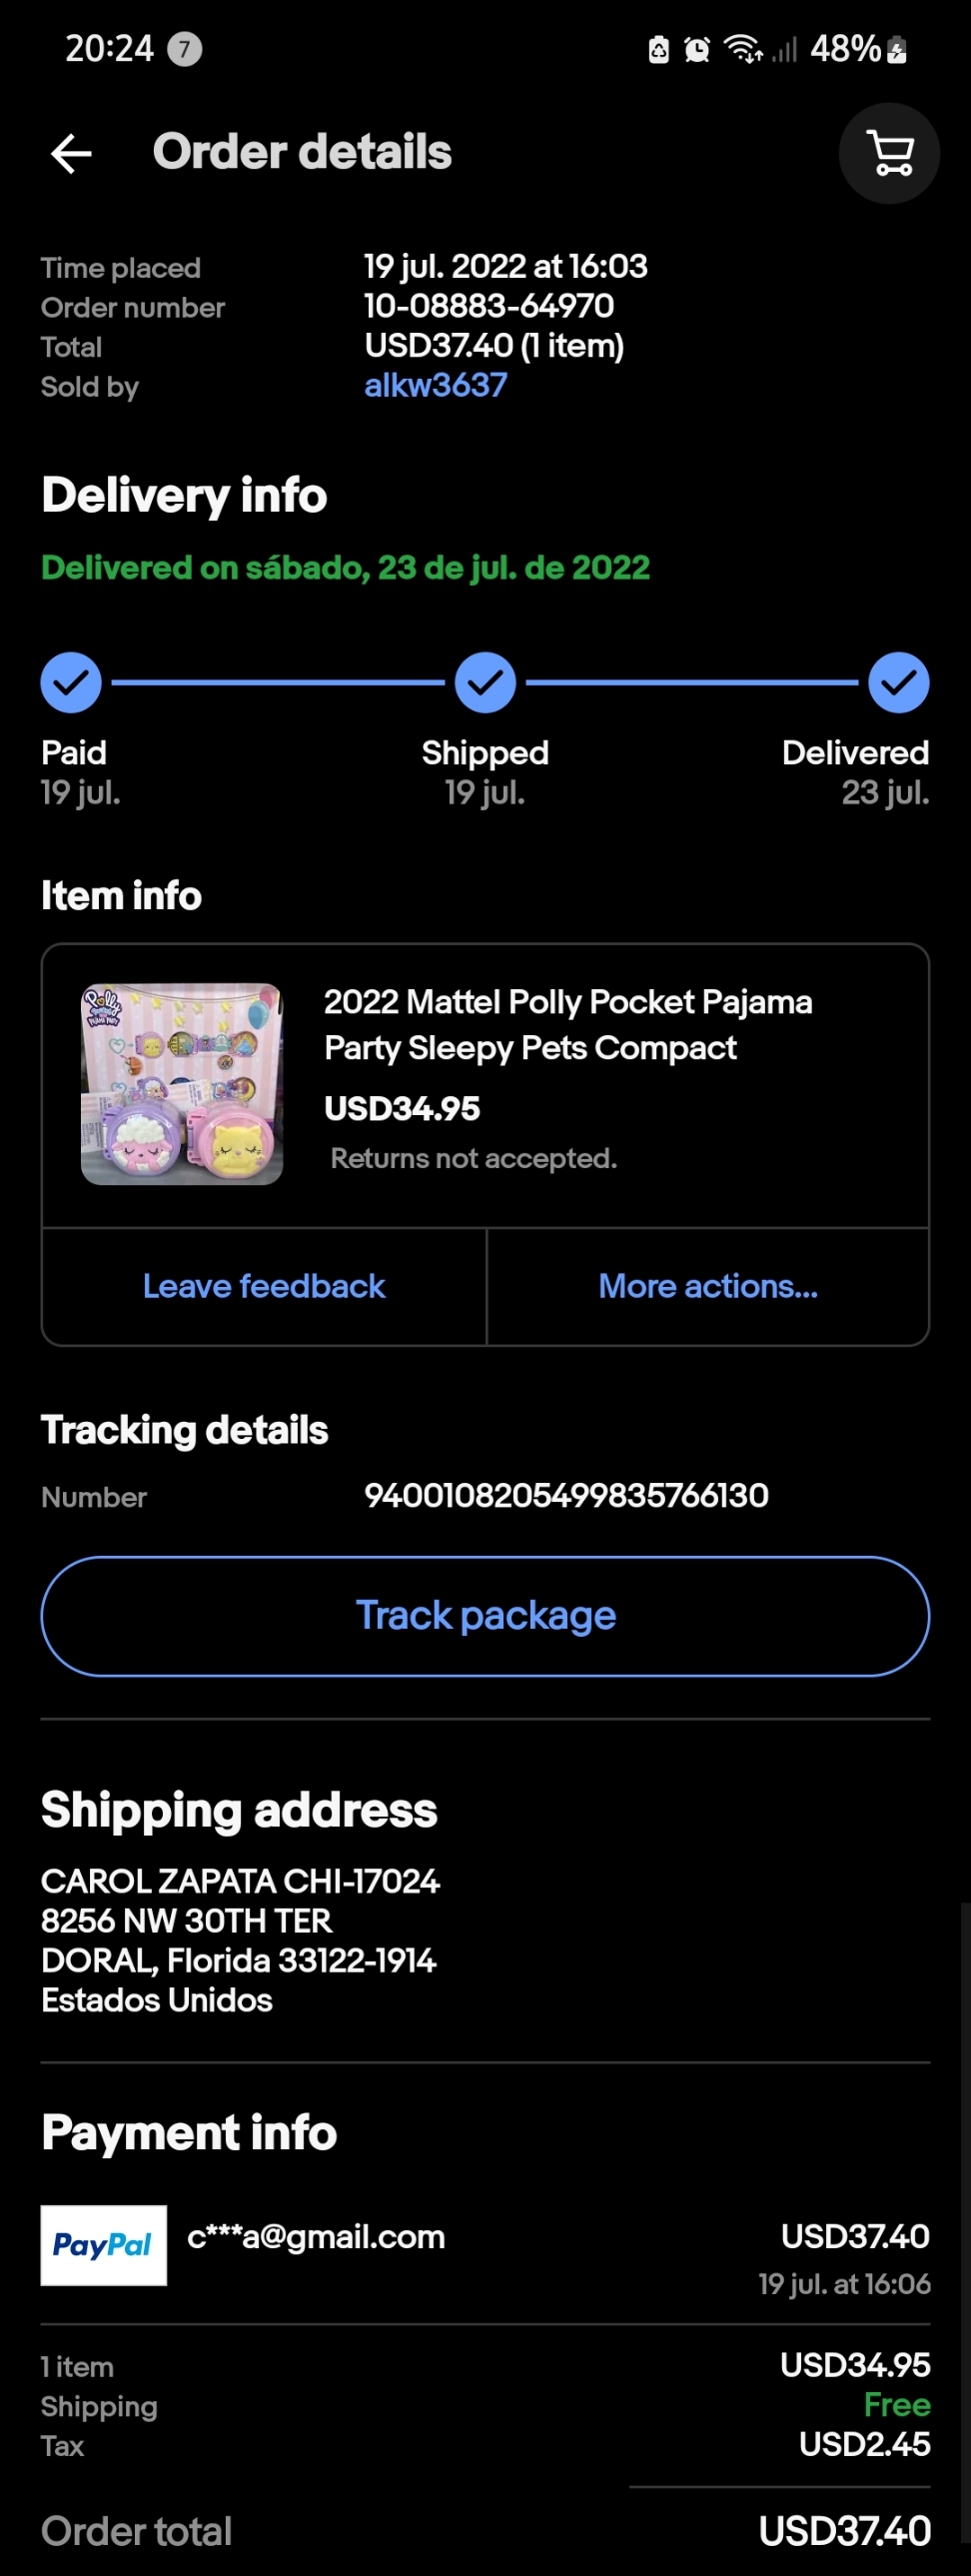 20:24 7 48%
Order details
Time placed 19 jul. 2022 at 16:03
Order number 10-08883-64970
Total USD37.40 (1 item)
Sold by alkw3637
Delivery info
Delivered on sábado, 23 de jul. de 2022
Paid Shipped Delivered
19 jul. 19 jul. 23 jul.
Item info
Polly
2022 Mattel Polly Pocket Pajama
Party Sleepy Pets Compact
USD34.95
Returns not accepted.
Leave feedback More actions...
Tracking details
Number 9400108205499835766130
Track package
Shipping address
CAROL ZAPATA CHI-17024
8256 NW 30TH TER
DORAL, Florida 33122-1914
Estados Unidos
Payment info
PayPal c***a@gmail.com USD37.40
19 jul. at 16:06
1 item USD34.95
Shipping Free
Tax USD2.45
Order total USD37.40